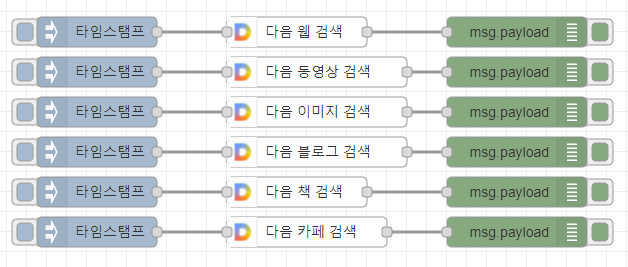 타임스탬프 다음 웹 검색 msg.payload
타임스탬프 다음 동영상 검색 msg.payload
타임스탬프 다음 이미지 검색 msg.payload
타임스탬프 다음 블로그 검색 msg.payload
타임스탬프 다음 책 검색 msg.payload
타임스탬프 다음 카페 검색 msg.payload